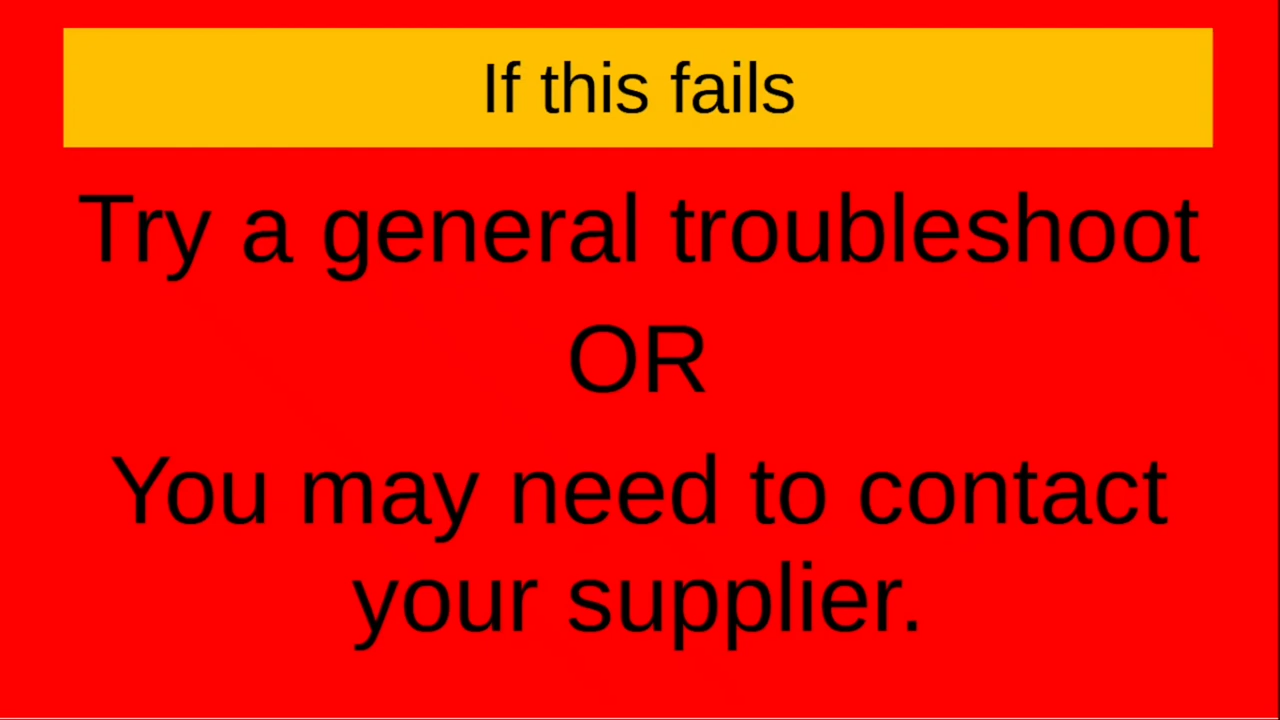 If this fails
Try a general troubleshoot
OR
You may need to contact
your supplier.